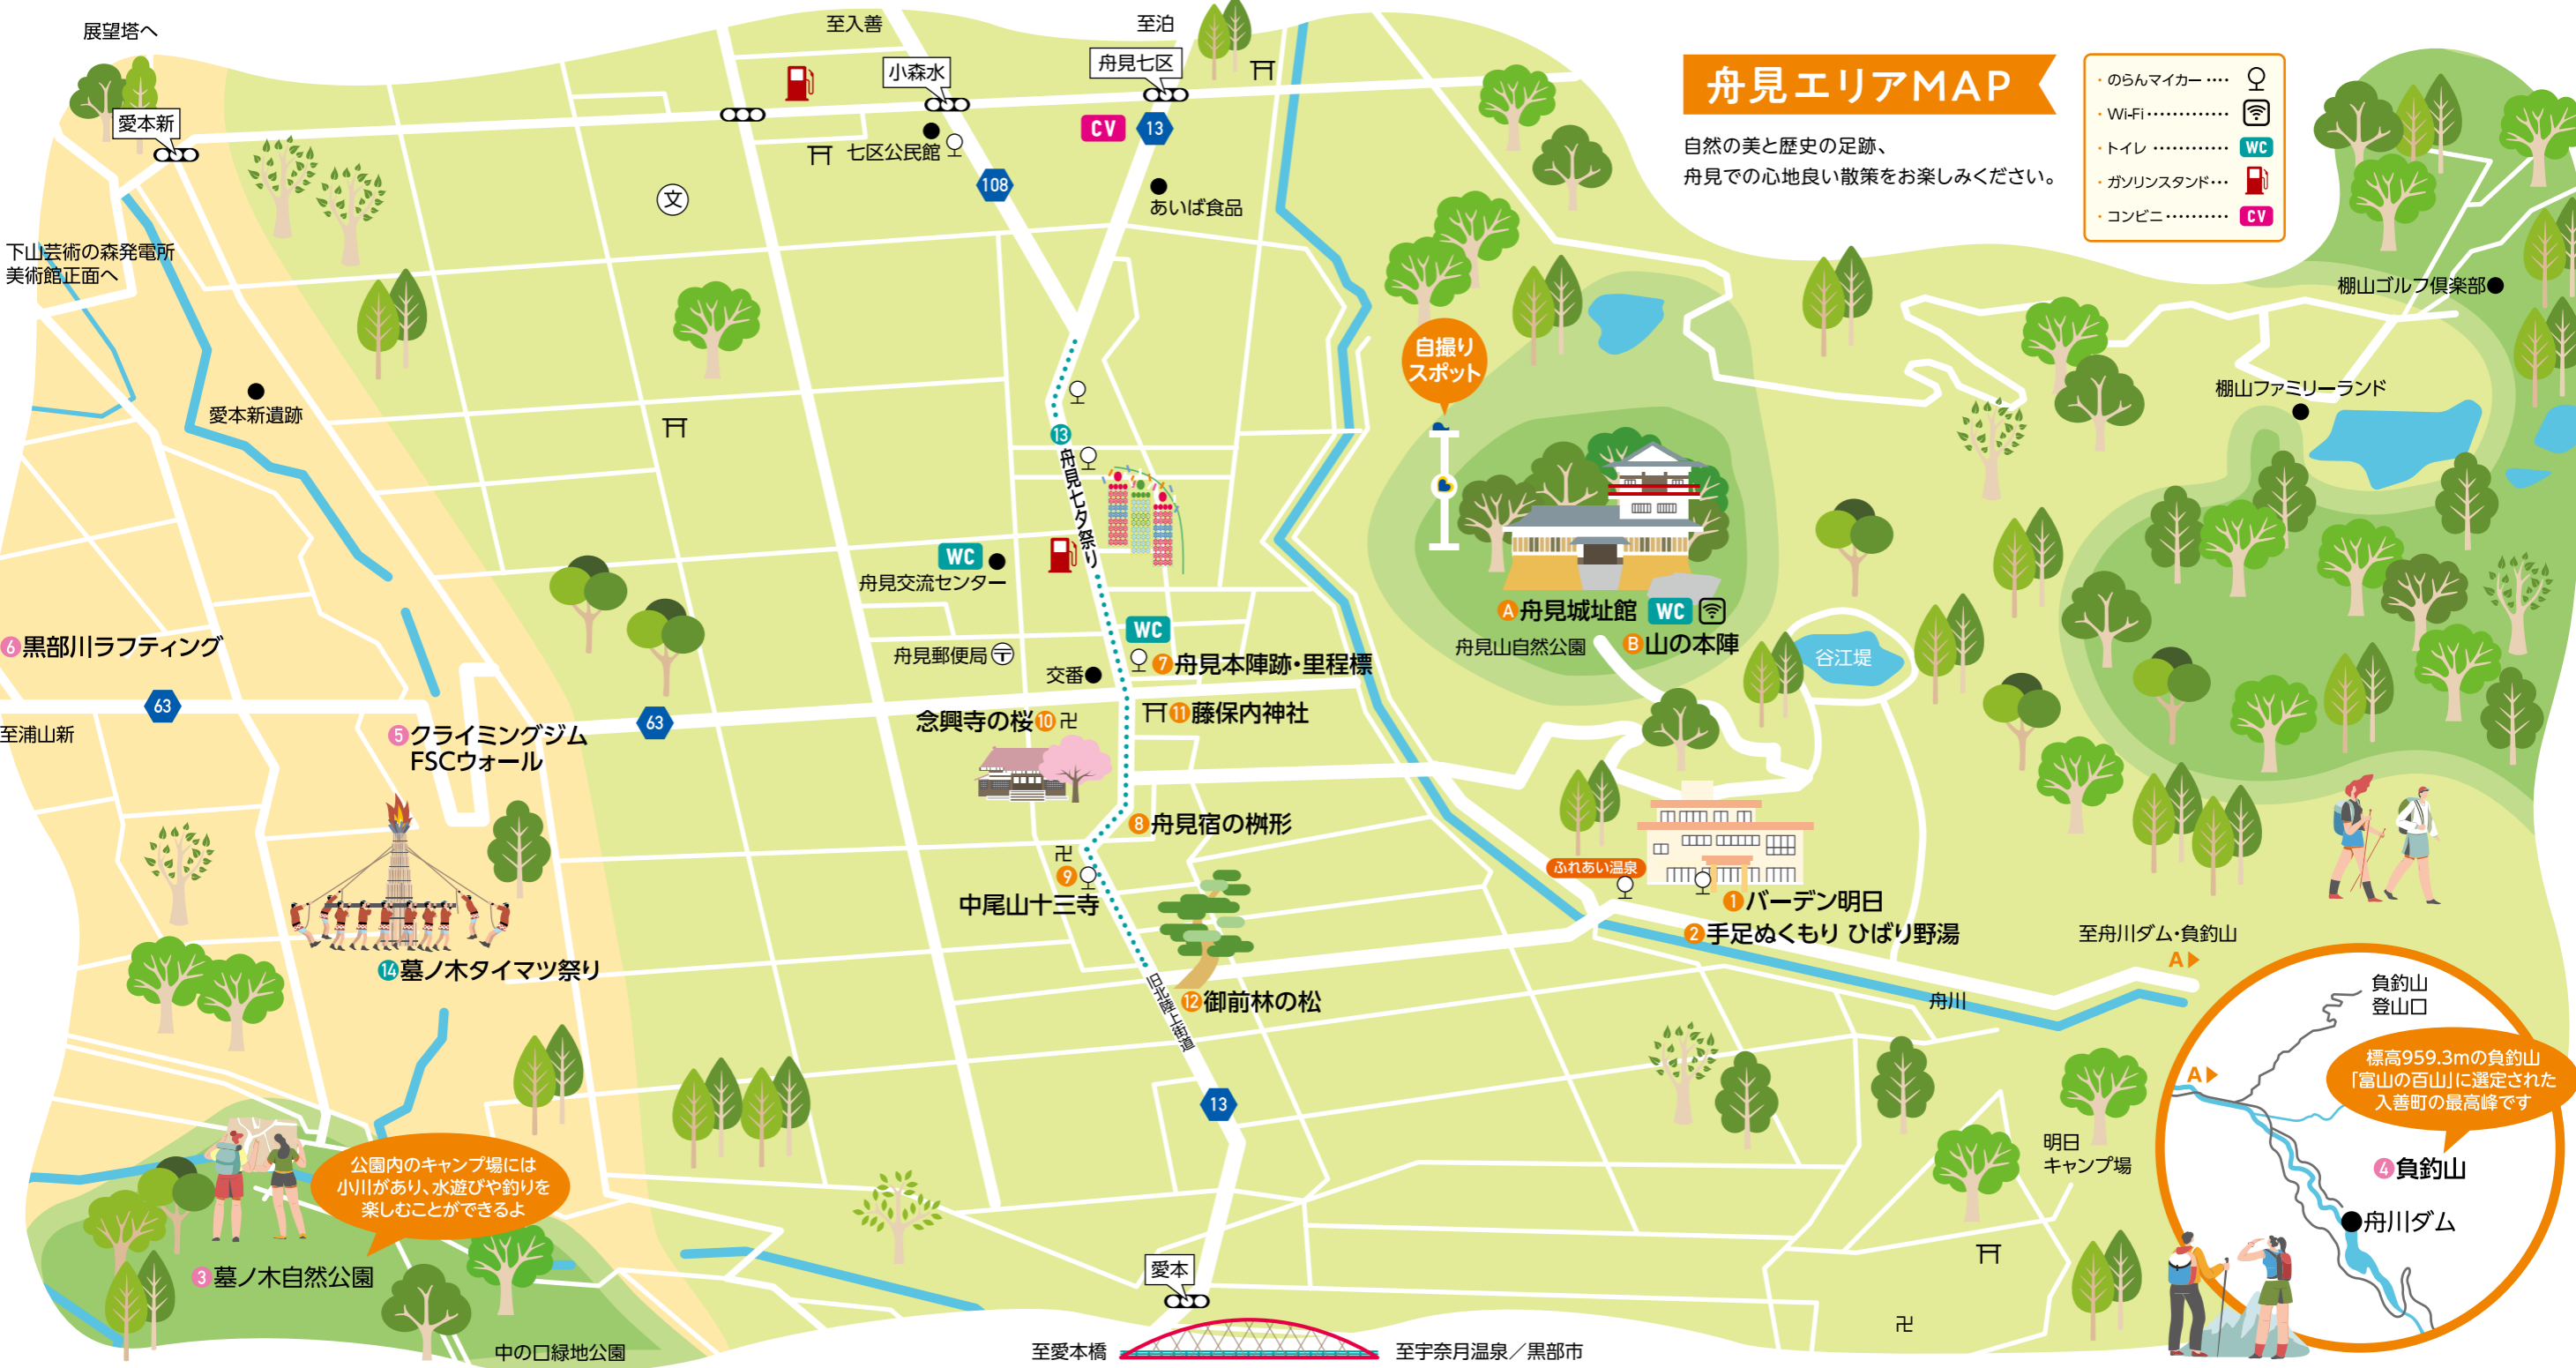 展望塔へ
至入善
至泊
舟見エリアMAP
自然の美と歴史の足跡、
舟見での心地良い散策をお楽しみください。
・のらんマイカー‥‥
・Wi-Fi‥‥‥‥‥‥
・トイレ‥‥‥‥‥‥ WC
・ガソリンスタンド…
・コンビニ‥‥‥‥‥ CV
愛本新
小森水
舟見七区
CV
13
七区公民館
108
文
あいば食品
下山芸術の森発電所
美術館正面へ
愛本新遺跡
棚山ゴルフ倶楽部
棚山ファミリーランド
自撮り
スポット
13
舟見七夕祭り
WC
舟見交流センター
WC
舟見郵便局
交番
7 舟見本陣跡・里程標
A 舟見城址館 WC
舟見山自然公園
B 山の本陣
谷江堤
6 黒部川ラフティング
63
至浦山新
63
5 クライミングジム
FSCウォール
念興寺の桜 10 卍
11 藤保内神社
8 舟見宿の桝形
卍
9
中尾山十三寺
ふれあい温泉
1 バーデン明日
2 手足ぬくもり ひばり野湯
14 墓ノ木タイマツ祭り
12 御前林の松
旧北陸上街道
舟川
至舟川ダム・負釣山
A
13
負釣山
登山口
標高959.3mの負釣山
「富山の百山」に選定された
入善町の最高峰です
A
4 負釣山
舟川ダム
明日
キャンプ場
公園内のキャンプ場には
小川があり、水遊びや釣りを
楽しむことができるよ
3 墓ノ木自然公園
中の口緑地公園
愛本
至愛本橋
至宇奈月温泉／黒部市
卍